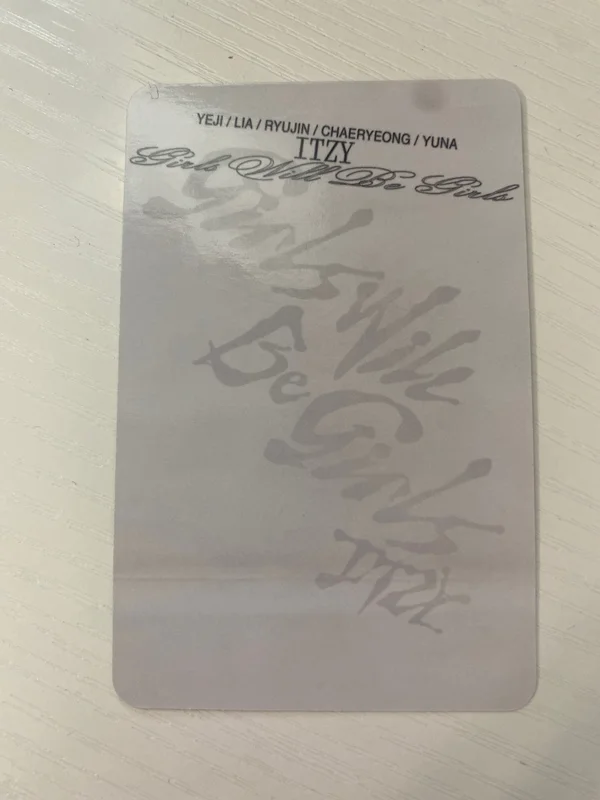 YEJI / LIA / RYUJIN / CHAERYEONG / YUNA
ITZY
Girls Will Be Girls
Girls Will
Be Girls
ITZY